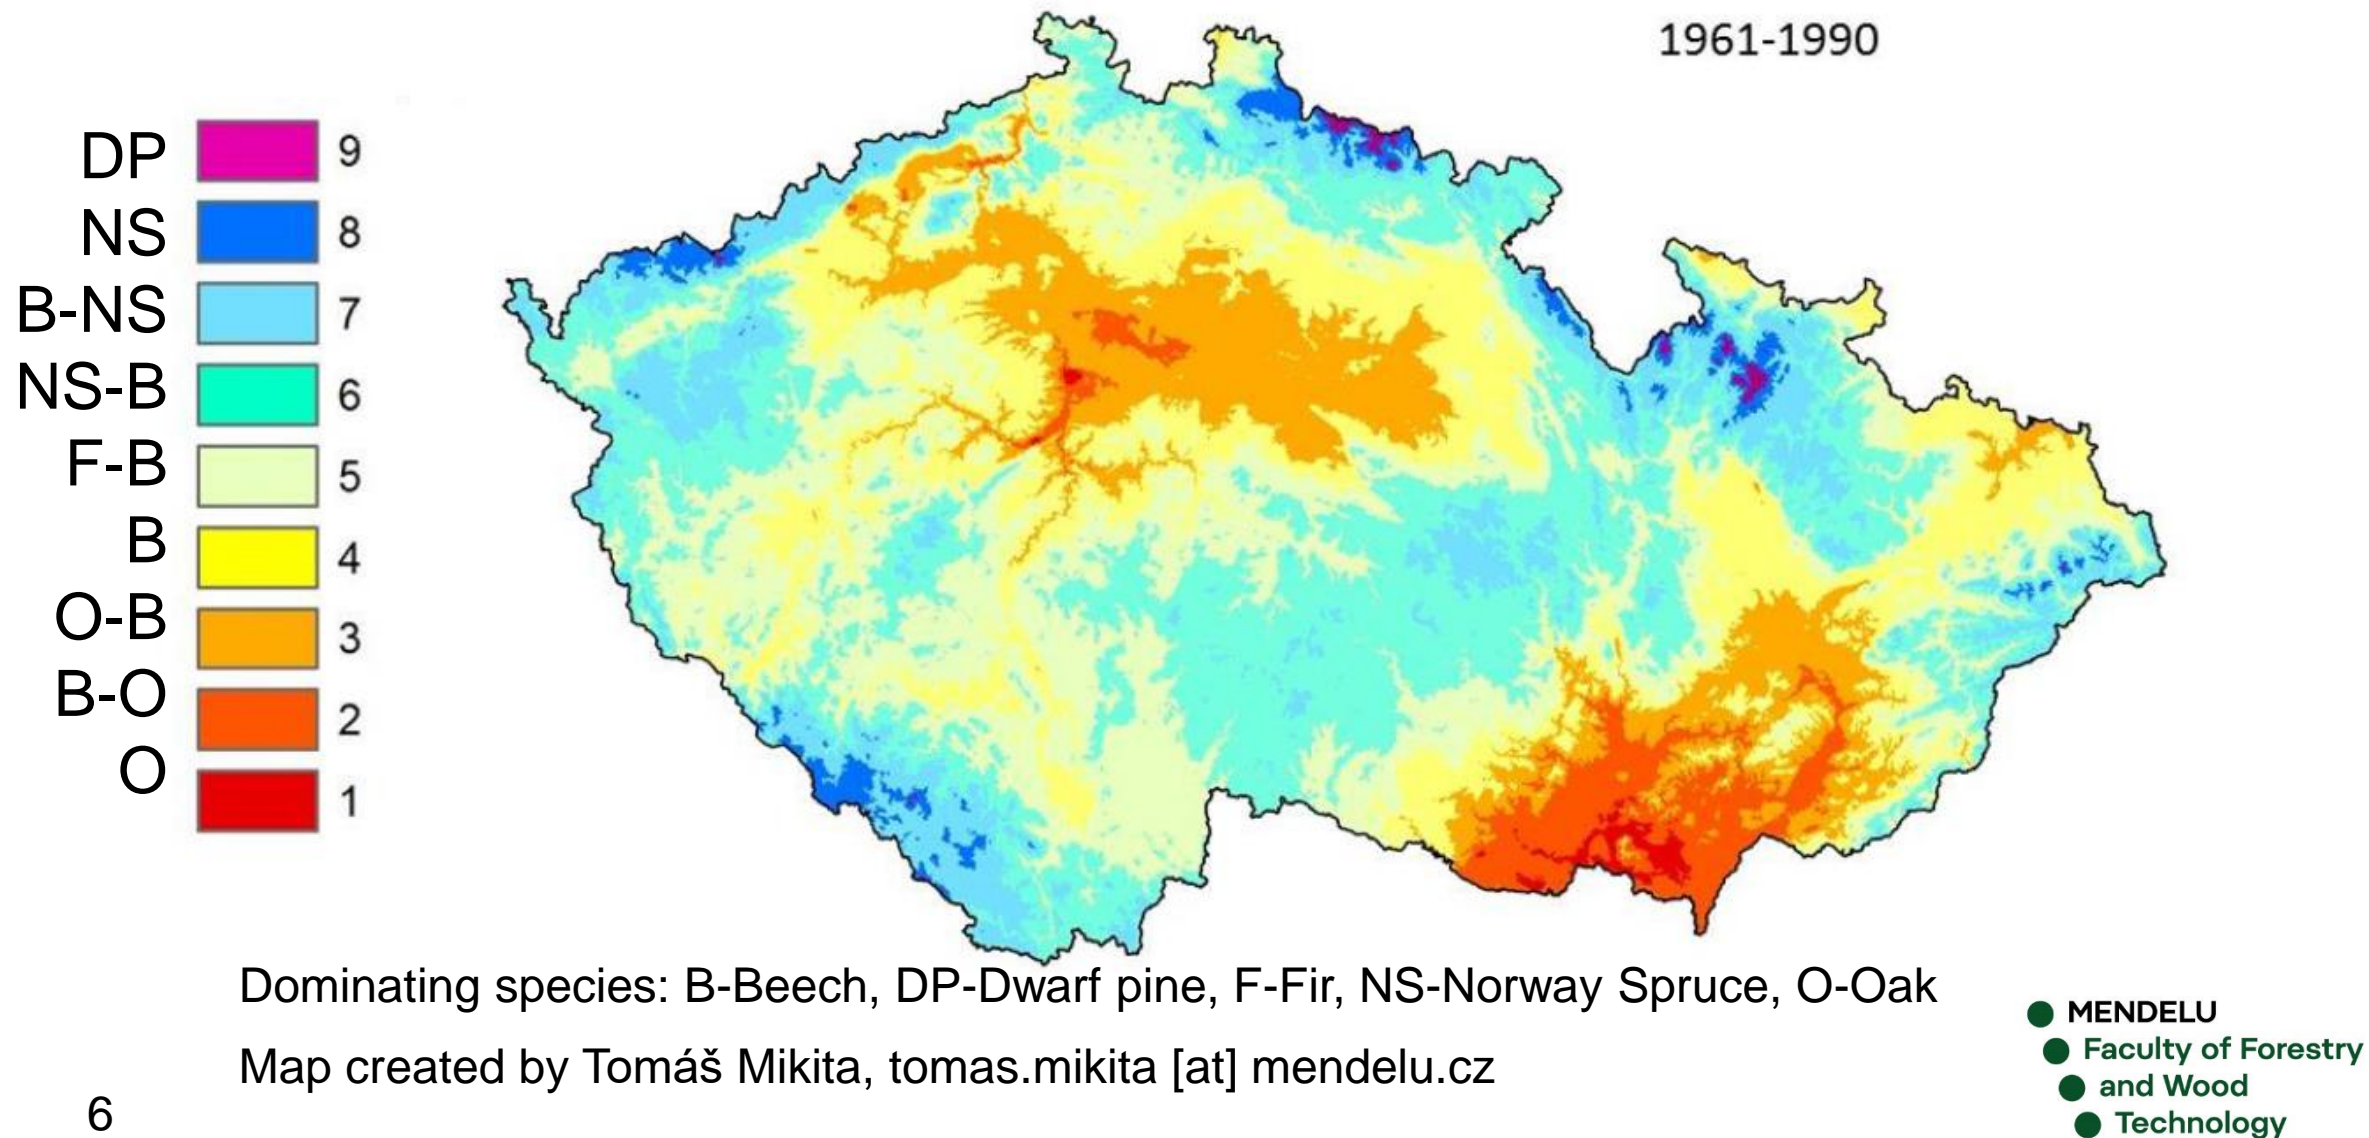 1961-1990
DP 9
NS 8
B-NS 7
NS-B 6
F-B 5
B 4
O-B 3
B-O 2
O 1
Dominating species: B-Beech, DP-Dwarf pine, F-Fir, NS-Norway Spruce, O-Oak
Map created by Tomáš Mikita, tomas.mikita [at] mendelu.cz
6
MENDELU
Faculty of Forestry
and Wood
Technology